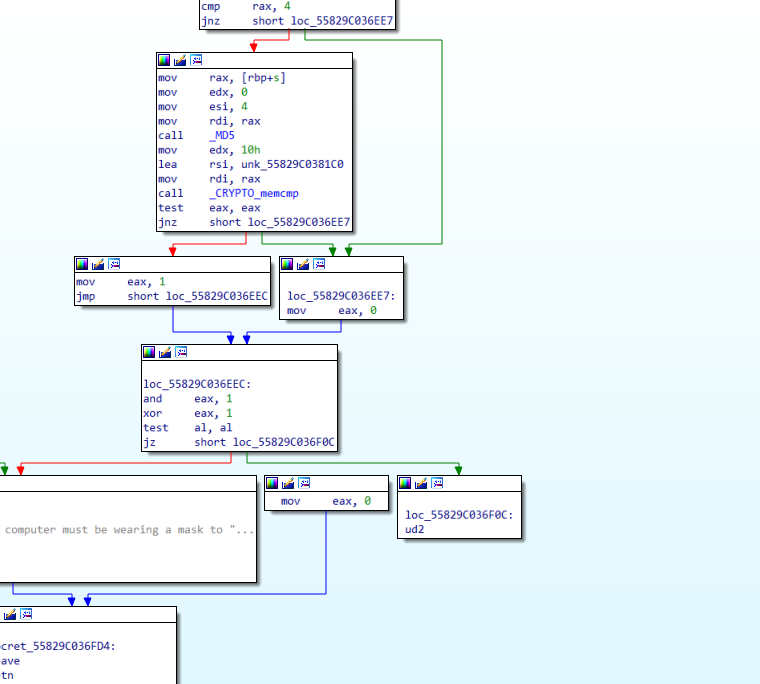 cmp rax, 4
jnz short loc_55829C036EE7
mov rax, [rbp+s]
mov edx, 0
mov esi, 4
mov rdi, rax
call _MD5
mov edx, 10h
lea rsi, unk_55829C0381C0
mov rdi, rax
call _CRYPTO_memcmp
test eax, eax
jnz short loc_55829C036EE7
mov eax, 1
jmp short loc_55829C036EEC
loc_55829C036EE7:
mov eax, 0
loc_55829C036EEC:
and eax, 1
xor eax, 1
test al, al
jz short loc_55829C036F0C
computer must be wearing a mask to "...
mov eax, 0
loc_55829C036F0C:
ud2
cret_55829C036FD4:
ave
tn